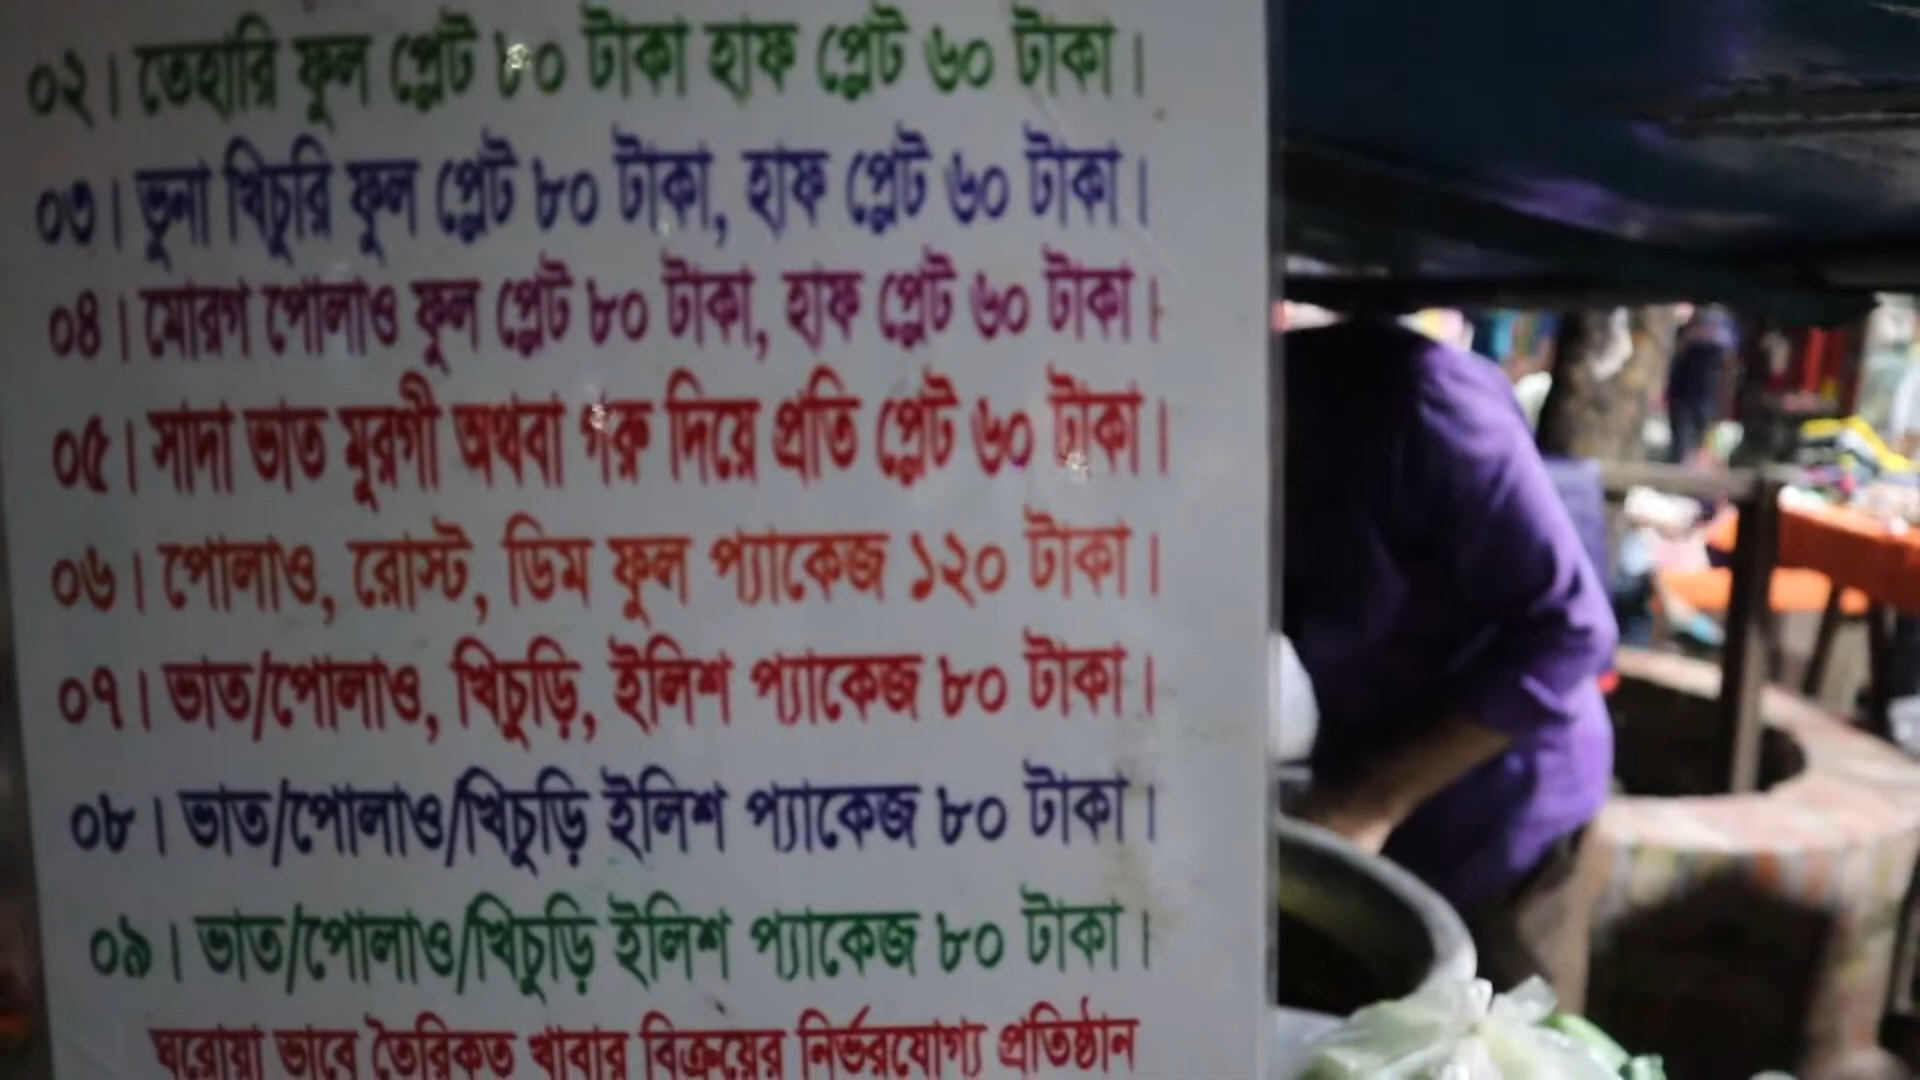 ০২। তেহারি ফুল প্লেট ৮০ টাকা হাফ প্লেট ৬০ টাকা।
০৩। ভুনা খিচুরি ফুল প্লেট ৮০ টাকা, হাফ প্লেট ৬০ টাকা।
০৪। মোরগ পোলাও ফুল প্লেট ৮০ টাকা, হাফ প্লেট ৬০ টাকা।
০৫। সাদা ভাত মুরগী অথবা গরু দিয়ে প্রতি প্লেট ৬০ টাকা।
০৬। পোলাও, রোস্ট, ডিম ফুল প্যাকেজ ১২০ টাকা।
০৭। ভাত/পোলাও, খিচুড়ি, ইলিশ প্যাকেজ ৮০ টাকা।
০৮। ভাত/পোলাও/খিচুড়ি ইলিশ প্যাকেজ ৮০ টাকা।
০৯। ভাত/পোলাও/খিচুড়ি ইলিশ প্যাকেজ ৮০ টাকা।
ঘরোয়া ভাবে তৈরিকৃত খাবার বিক্রয়ের নির্ভরযোগ্য প্রতিষ্ঠান